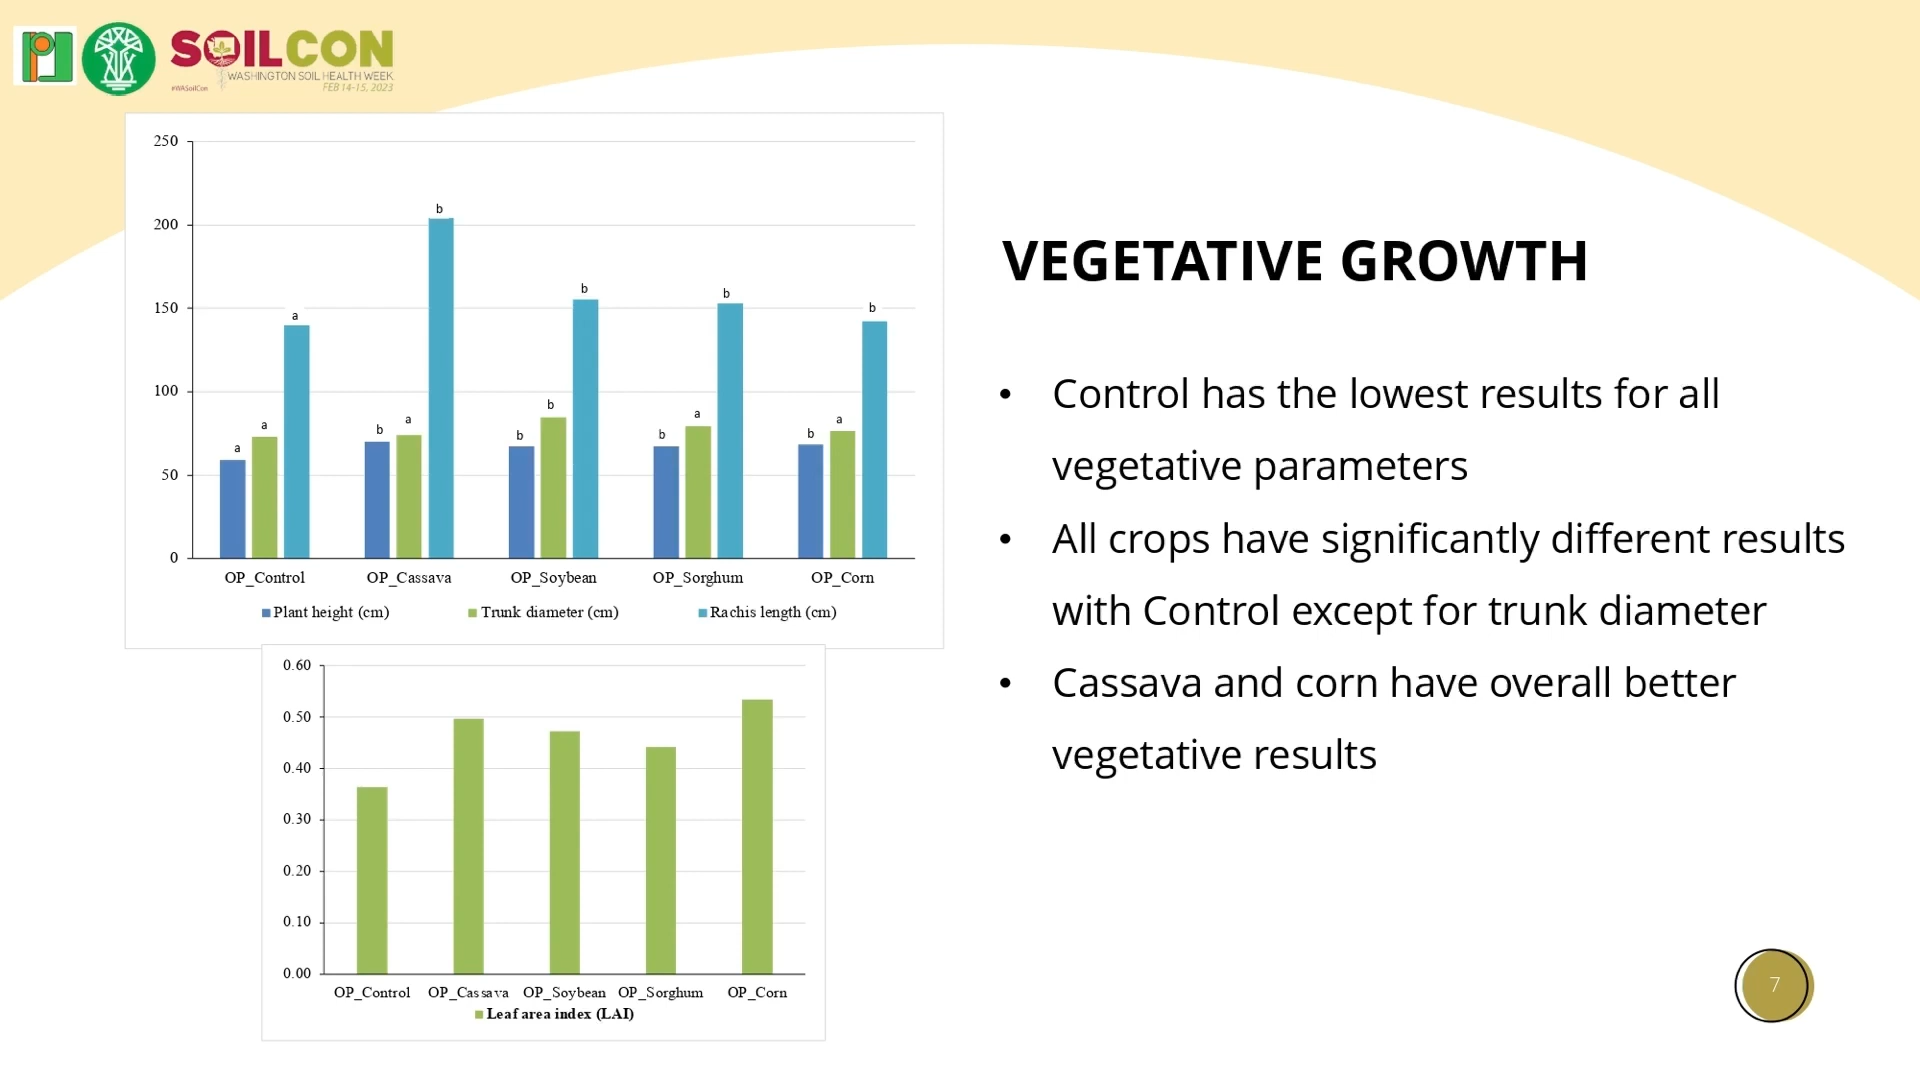 SOILCON
WASHINGTON SOIL HEALTH WEEK
#WASoilCon
FEB 14-15, 2023
250
200
150
100
50
0
a a a
b a b
b b b
b a b
b a b
OP_Control OP_Cassava OP_Soybean OP_Sorghum OP_Corn
Plant height (cm) Trunk diameter (cm) Rachis length (cm)
0.60
0.50
0.40
0.30
0.20
0.10
0.00
OP_Control OP_Cassava OP_Soybean OP_Sorghum OP_Corn
Leaf area index (LAI)
VEGETATIVE GROWTH
• Control has the lowest results for all
vegetative parameters
• All crops have significantly different results
with Control except for trunk diameter
• Cassava and corn have overall better
vegetative results
7